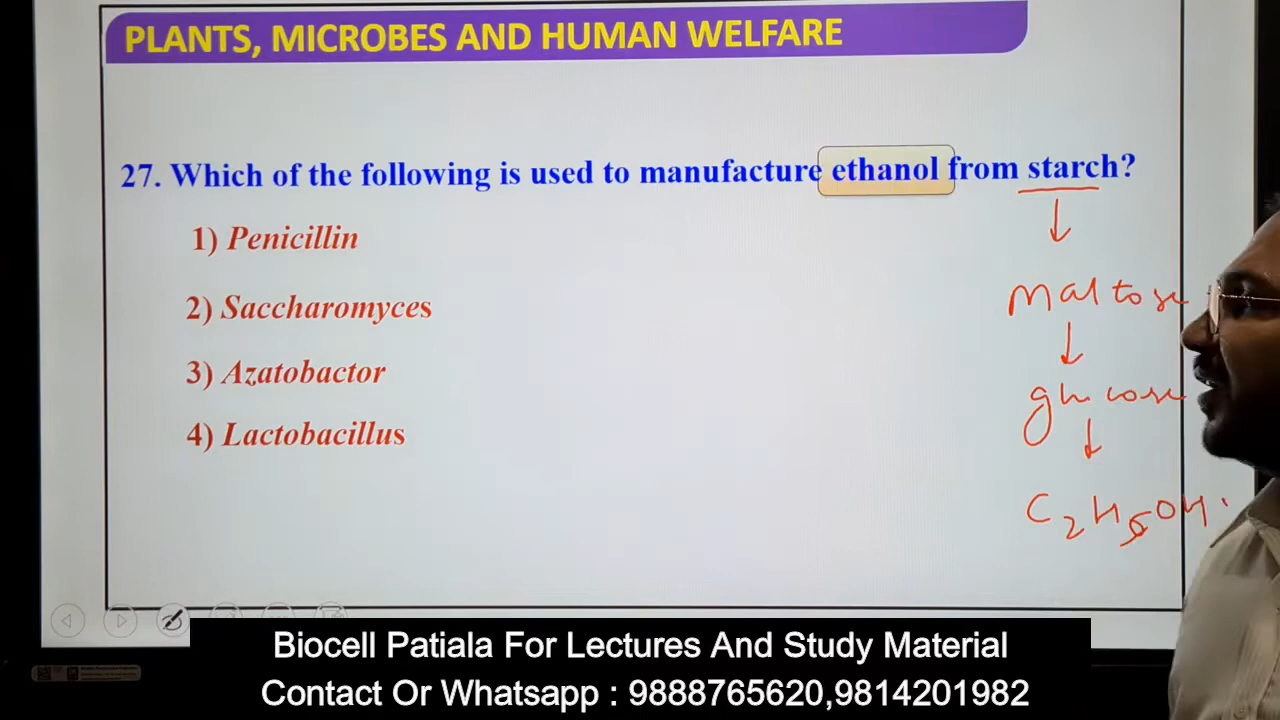 PLANTS, MICROBES AND HUMAN WELFARE
27. Which of the following is used to manufacture ethanol from starch?
1) Penicillin
2) Saccharomyces
3) Azatobactor
4) Lactobacillus
Maltose
glucose
C2H5OH
Biocell Patiala For Lectures And Study Material
Contact Or Whatsapp : 9888765620,9814201982